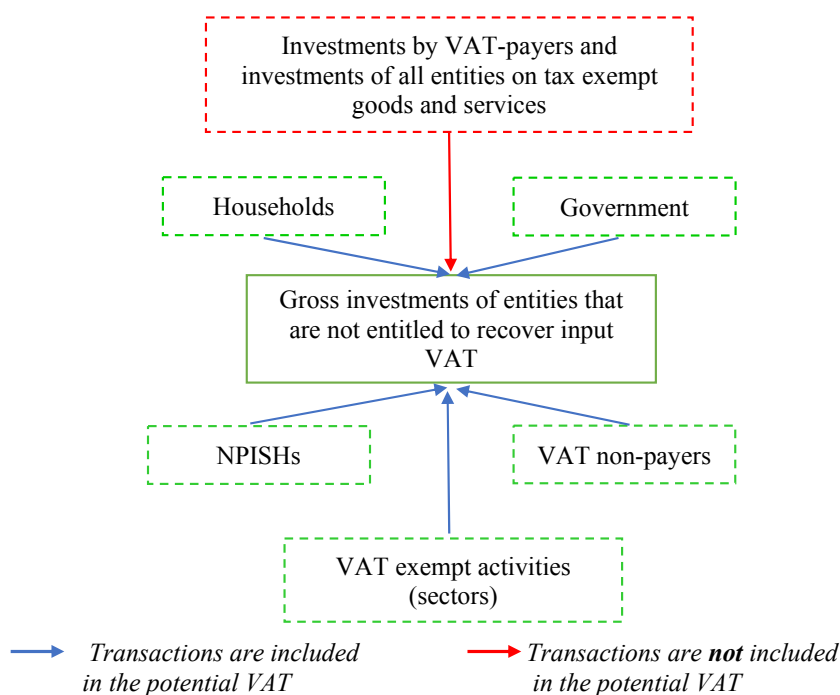 Investments by VAT-payers and
investments of all entities on tax exempt
goods and services
Households
Government
Gross investments of entities that
are not entitled to recover input
VAT
NPISHs
VAT non-payers
VAT exempt activities
(sectors)
Transactions are included
in the potential VAT
Transactions are not included
in the potential VAT